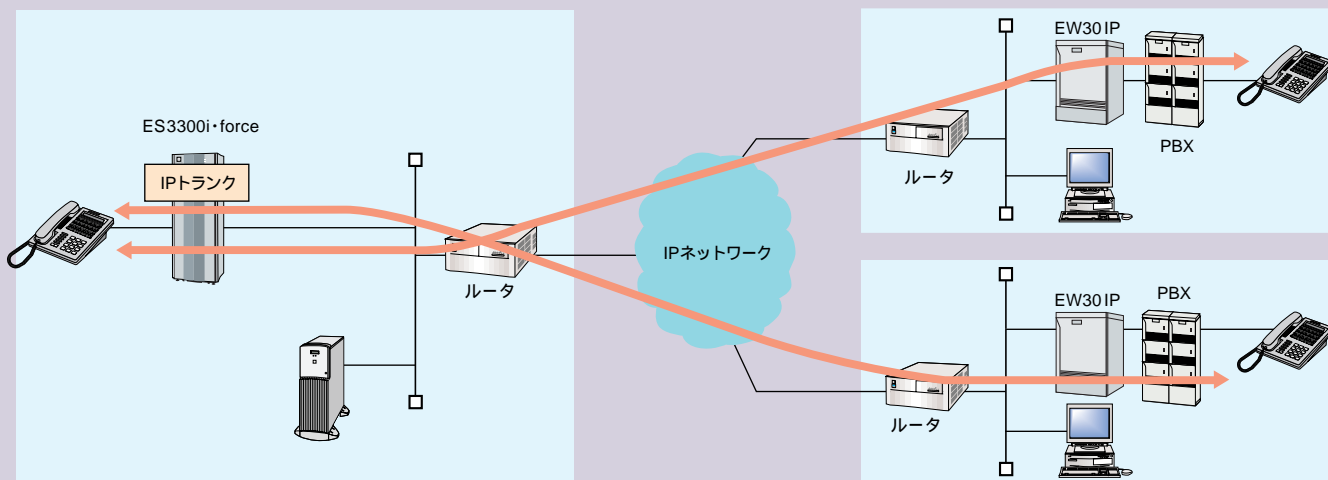 ES3300i・force
IPトランク
ルータ
IPネットワーク
EW30IP
PBX
ルータ
EW30IP
PBX
ルータ